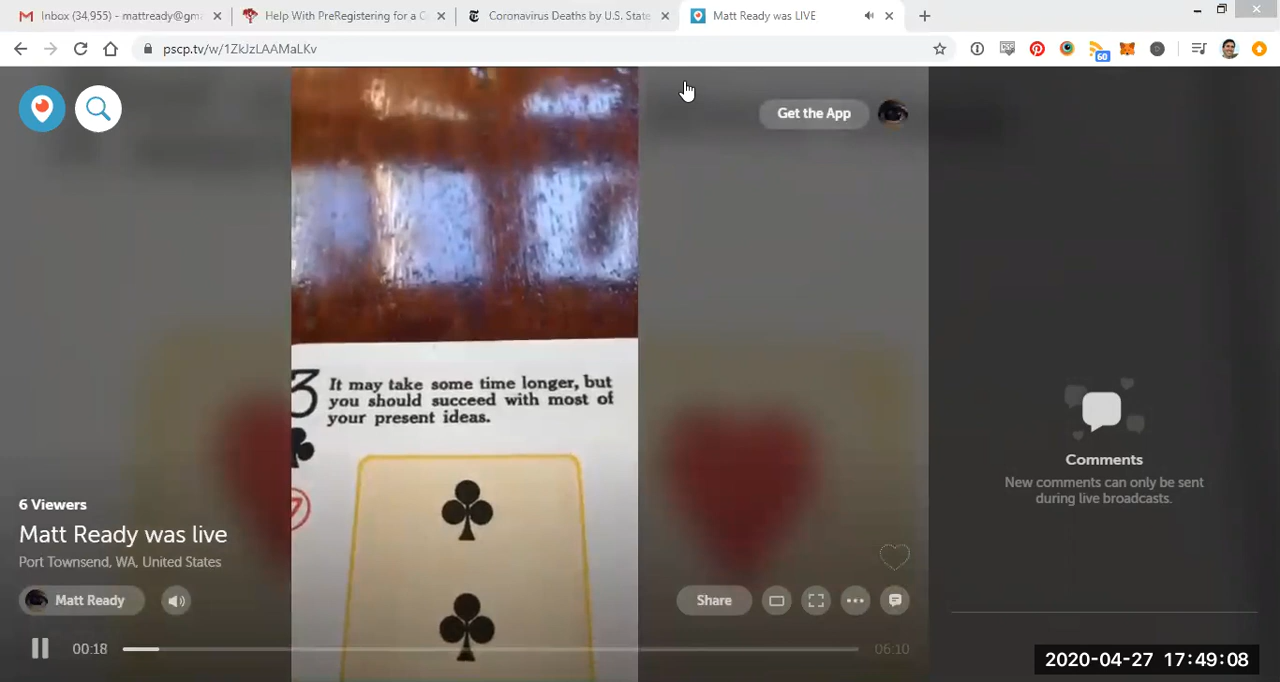 Inbox (34,955) - mattready@gm
Help With PreRegistering for a C
Coronavirus Deaths by U.S. State
Matt Ready was LIVE
pscp.tv/w/1ZkJzLAAMaLKv
60
Get the App
3
It may take some time longer, but
you should succeed with most of
your present ideas.
6 Viewers
Matt Ready was live
Port Townsend, WA, United States
Matt Ready
Share
00:18
06:10
Comments
New comments can only be sent
during live broadcasts.
2020-04-27 17:49:08